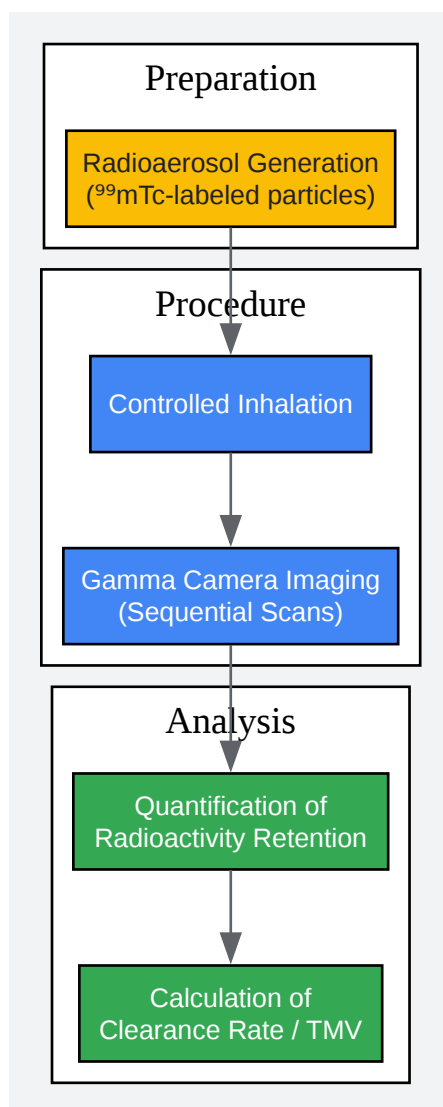 Preparation
Radioaerosol Generation
(⁹⁹mTc-labeled particles)
Procedure
Controlled Inhalation
Gamma Camera Imaging
(Sequential Scans)
Analysis
Quantification of
Radioactivity Retention
Calculation of
Clearance Rate / TMV